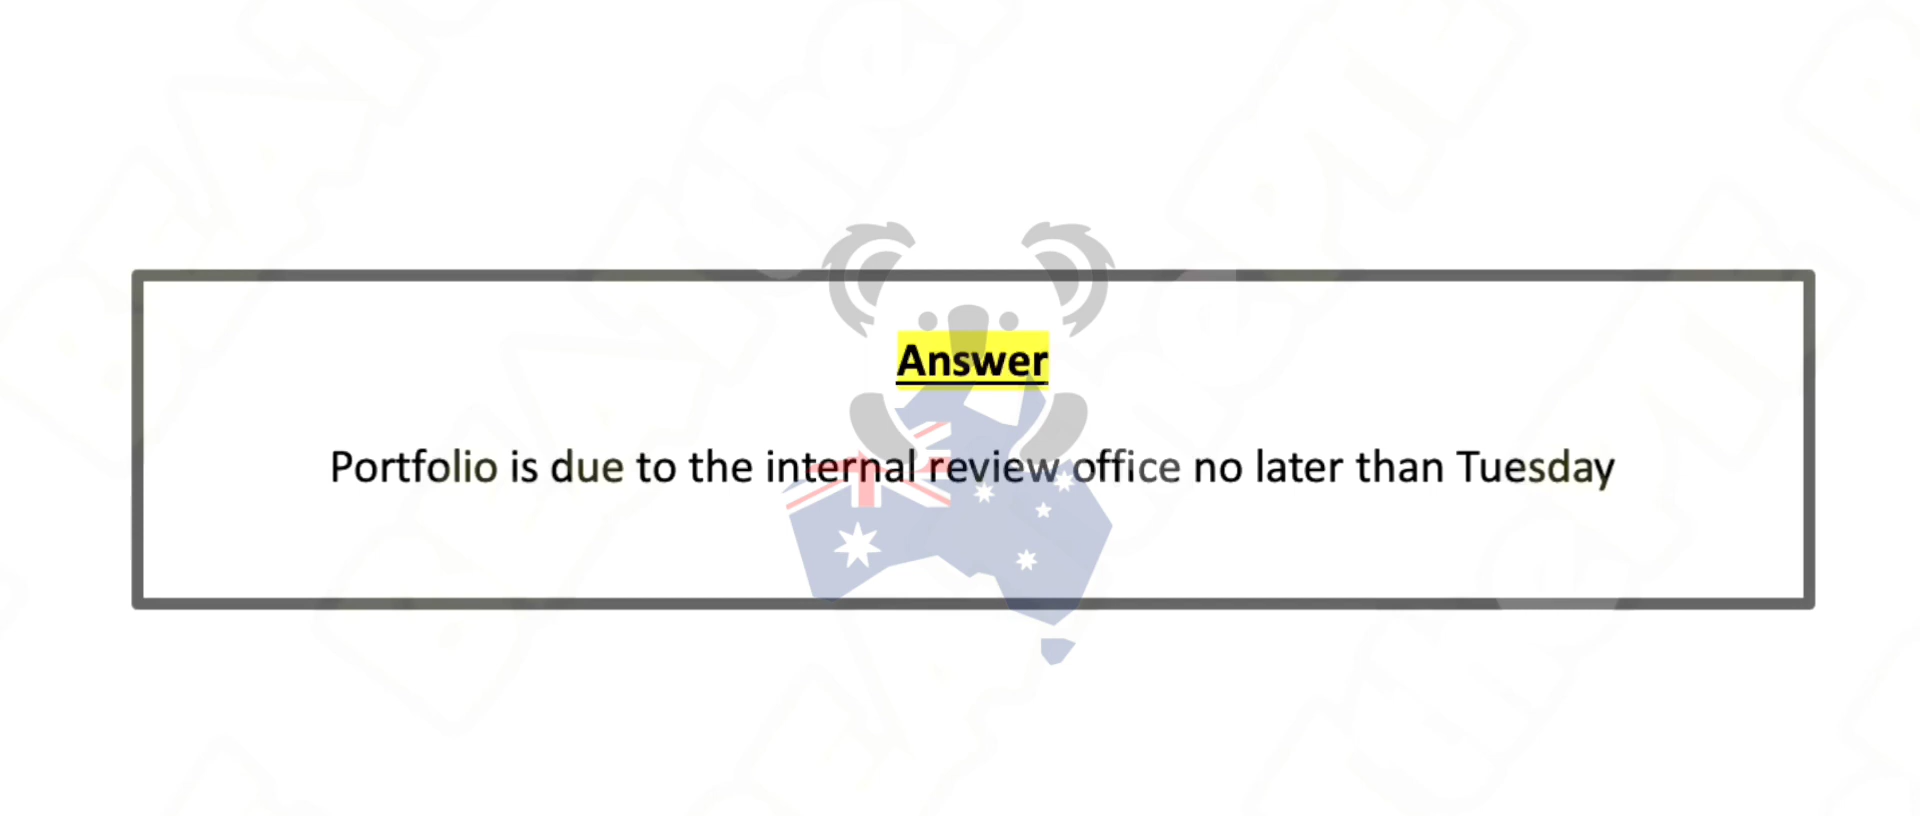 Answer
Portfolio is due to the internal review office no later than Tuesday